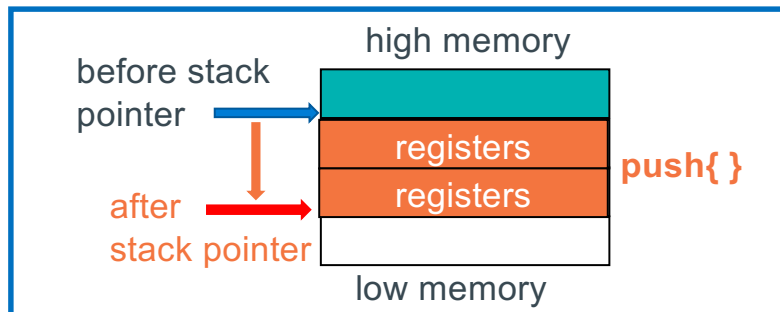 high memory
before stack
pointer
registers
push{ }
registers
after
stack pointer
low memory